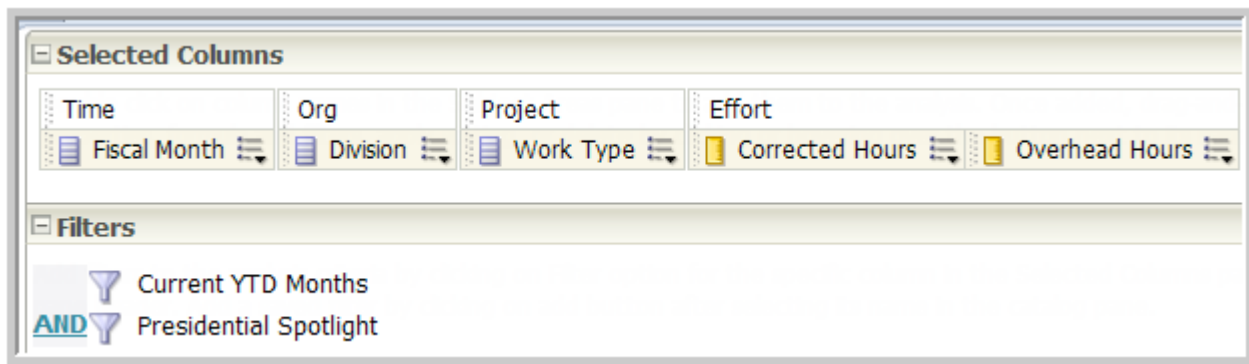 Selected Columns
Time Org Project Effort
Fiscal Month Division Work Type Corrected Hours Overhead Hours
Filters
Current YTD Months
AND Presidential Spotlight